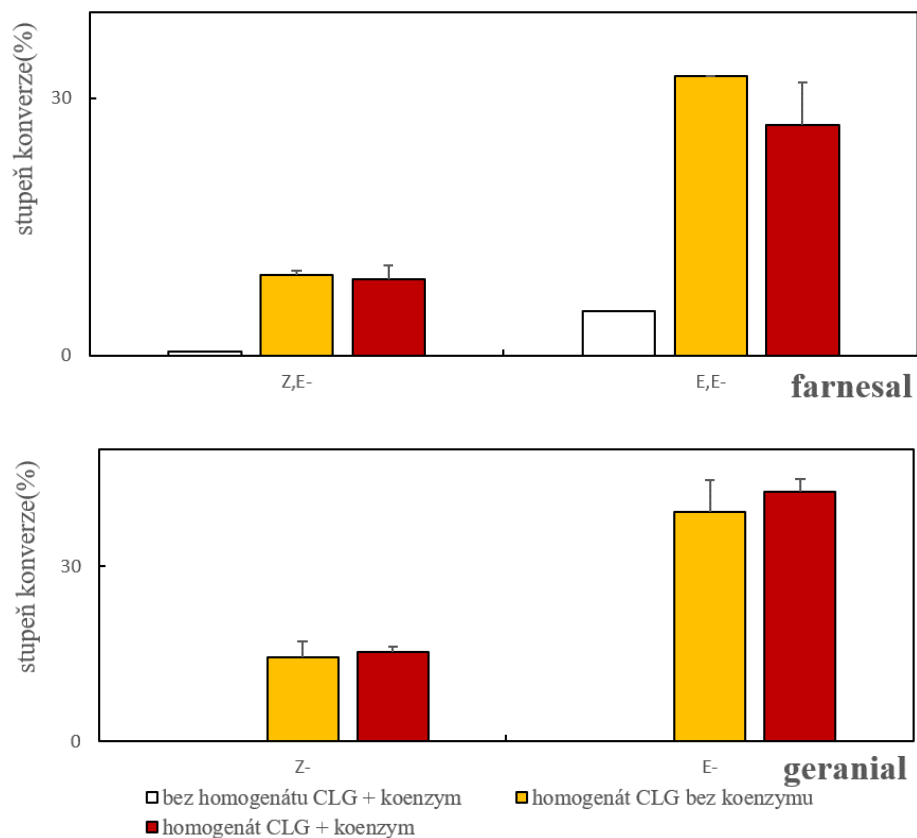 stupeň konverze(%)
30
0
Z,E-
E,E-
farnesal
stupeň konverze(%)
30
0
Z-
E-
geranial
bez homogenátu CLG + koenzym
homogenát CLG bez koenzymu
homogenát CLG + koenzym